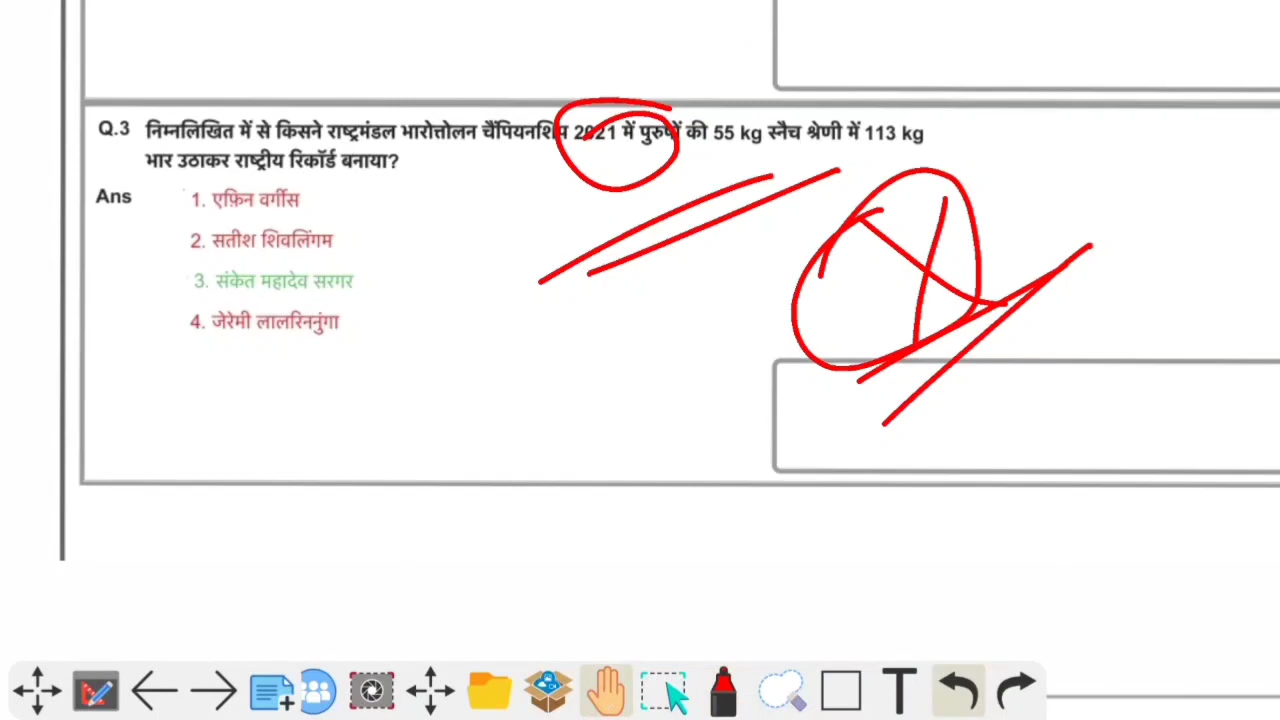 Q.3 निम्नलिखित में से किसने राष्ट्रमंडल भारोत्तोलन चैंपियनशिप 2021 में पुरुषों की 55 kg स्नैच श्रेणी में 113 kg
भार उठाकर राष्ट्रीय रिकॉर्ड बनाया?
Ans 1. एफ़िन वर्गीस
2. सतीश शिवलिंगम
3. संकेत महादेव सरगर
4. जेरेमी लालरिननुंगा